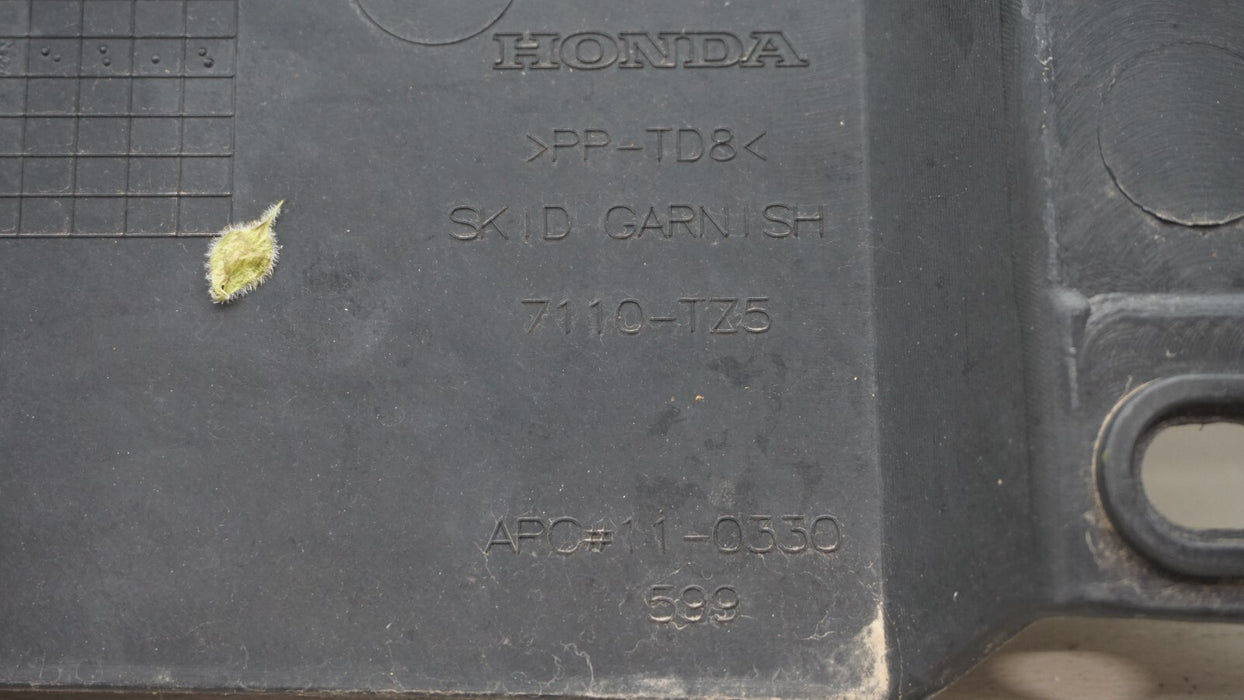 HONDA
>PP-TD8<
SKID GARNISH
7110-TZ5
APC#11-0330
599